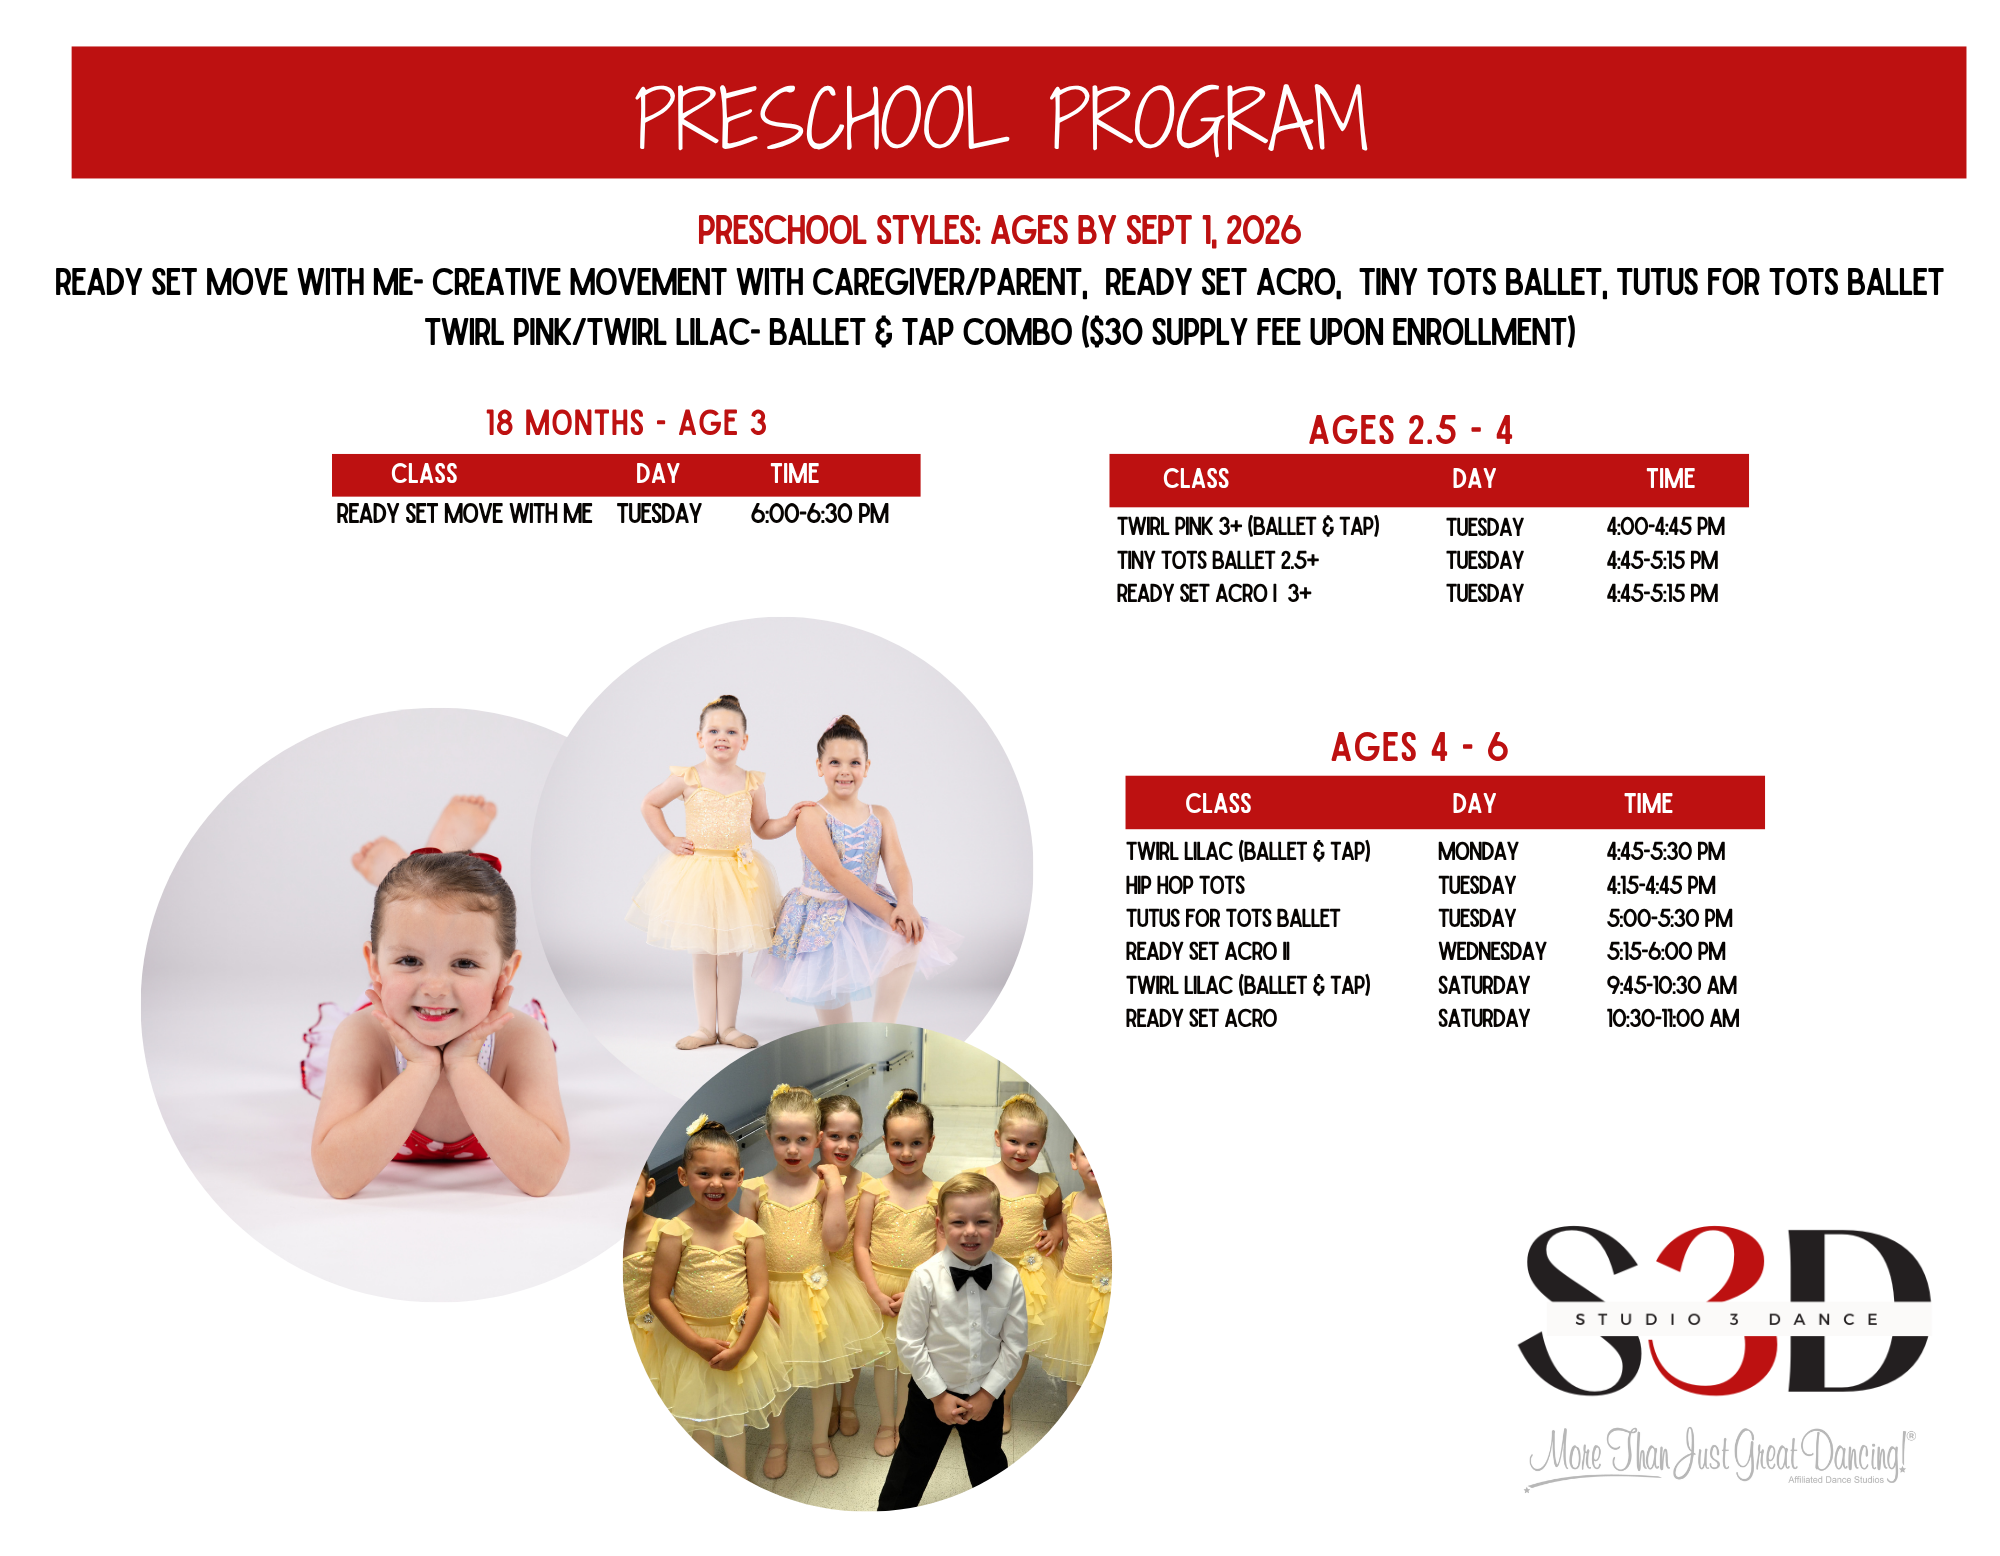 PRESCHOOL PROGRAM
PRESCHOOL STYLES: AGES BY SEPT 1, 2026
READY SET MOVE WITH ME- CREATIVE MOVEMENT WITH CAREGIVER/PARENT, READY SET ACRO, TINY TOTS BALLET, TUTUS FOR TOTS BALLET
TWIRL PINK/TWIRL LILAC- BALLET & TAP COMBO ($30 SUPPLY FEE UPON ENROLLMENT)
18 MONTHS - AGE 3
CLASS DAY TIME
READY SET MOVE WITH ME TUESDAY 6:00-6:30 PM
AGES 2.5 - 4
CLASS DAY TIME
TWIRL PINK 3+ (BALLET & TAP) TUESDAY 4:00-4:45 PM
TINY TOTS BALLET 2.5+ TUESDAY 4:45-5:15 PM
READY SET ACRO I 3+ TUESDAY 4:45-5:15 PM
AGES 4 - 6
CLASS DAY TIME
TWIRL LILAC (BALLET & TAP) MONDAY 4:45-5:30 PM
HIP HOP TOTS TUESDAY 4:15-4:45 PM
TUTUS FOR TOTS BALLET TUESDAY 5:00-5:30 PM
READY SET ACRO II WEDNESDAY 5:15-6:00 PM
TWIRL LILAC (BALLET & TAP) SATURDAY 9:45-10:30 AM
READY SET ACRO SATURDAY 10:30-11:00 AM
S3D
STUDIO 3 DANCE
More Than Just Great Dancing!®
Affiliated Dance Studios